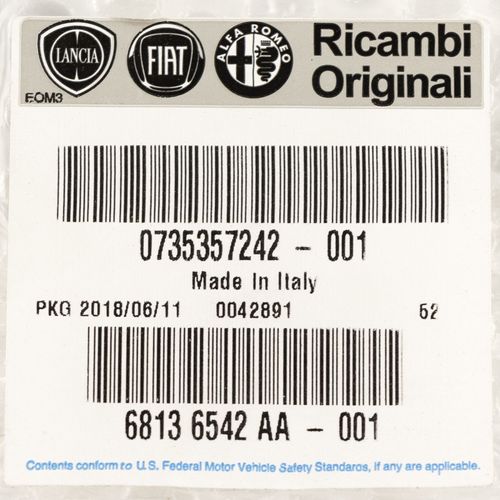 LANCIA
FIAT
ALFA ROMEO
Ricambi
Originali
EOM3
0735357242 - 001
Made In Italy
PKG 2018/06/11 0042891 52
6813 6542 AA - 001
Contents conform to U.S. Federal Motor Vehicle Safety Standaros, if any are applicable.